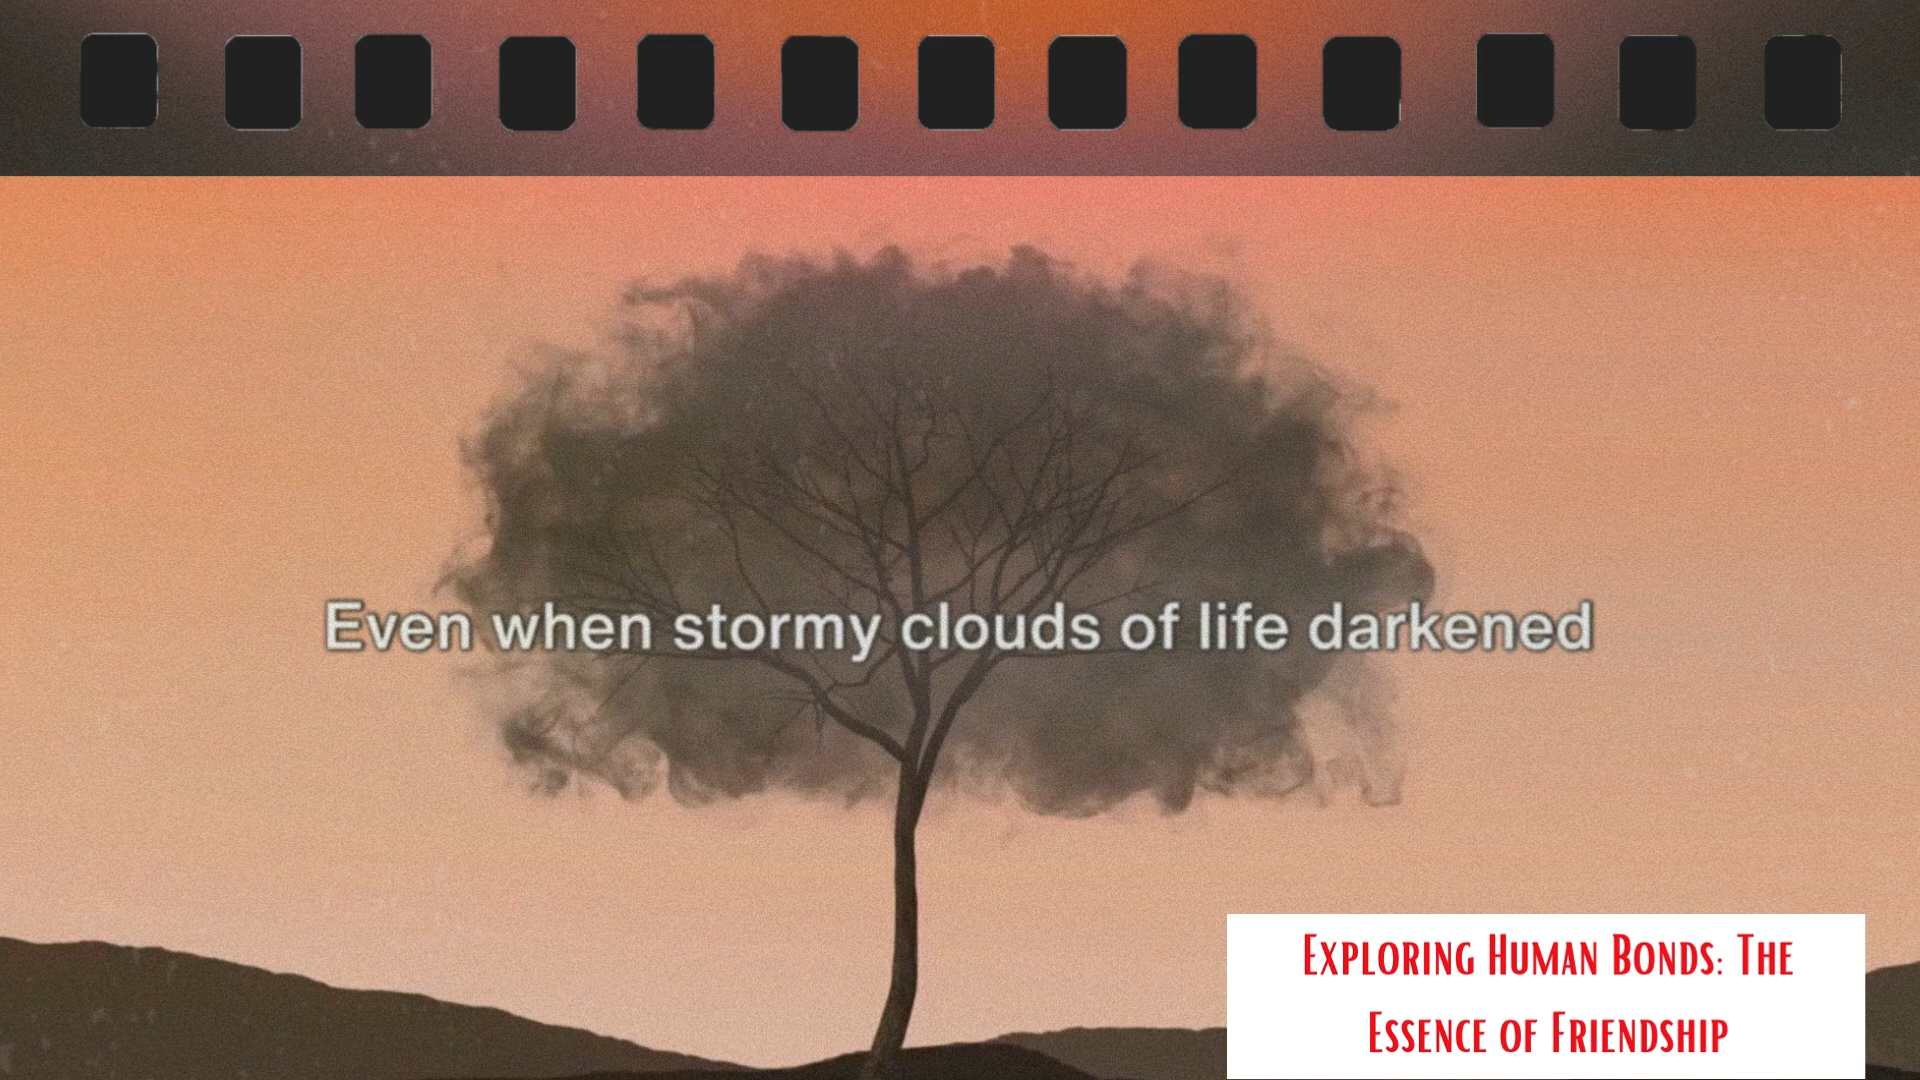 Even when stormy clouds of life darkened
Exploring Human Bonds: The
Essence of Friendship